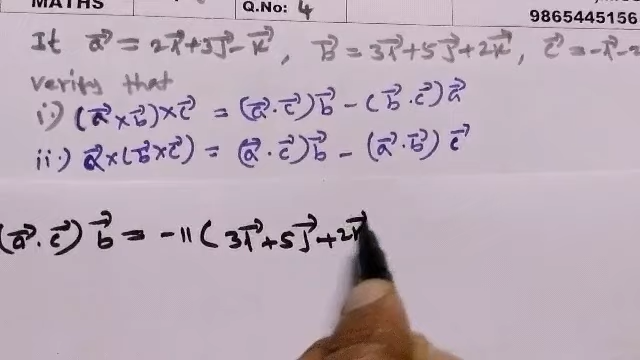 MATHS Q.No: 4 9865445156
If a⃗ = 2i⃗+3j⃗-k⃗, b⃗ = 3i⃗+5j⃗+2k⃗, c⃗ = -i⃗-2
verify that
i.) (a⃗ × b⃗) × c⃗ = (a⃗ · c⃗) b⃗ - (b⃗ · c⃗) a⃗
ii.) a⃗ × (b⃗ × c⃗) = (a⃗ · c⃗) b⃗ - (a⃗ · b⃗) c⃗
(a⃗ · c⃗) b⃗ = -11 ( 3i⃗+5j⃗+2k⃗